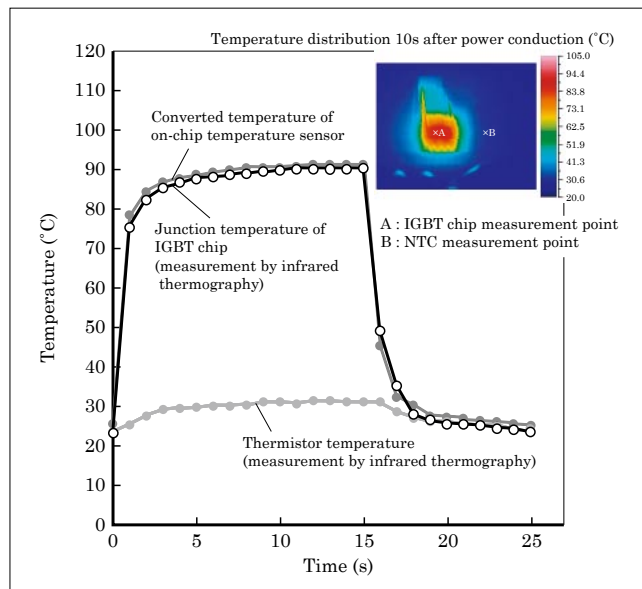 Temperature distribution 10s after power conduction (˚C)
120
110
100
90
80
70
60
50
40
30
20
10
0
Temperature (˚C)
0
5
10
15
20
25
Time (s)
Converted temperature of
on-chip temperature sensor
Junction temperature of
IGBT chip
(measurement by infrared
thermography)
Thermistor temperature
(measurement by infrared thermography)
×A
×B
105.0
94.4
83.8
73.1
62.5
51.9
41.3
30.6
20.0
A : IGBT chip measurement point
B : NTC measurement point